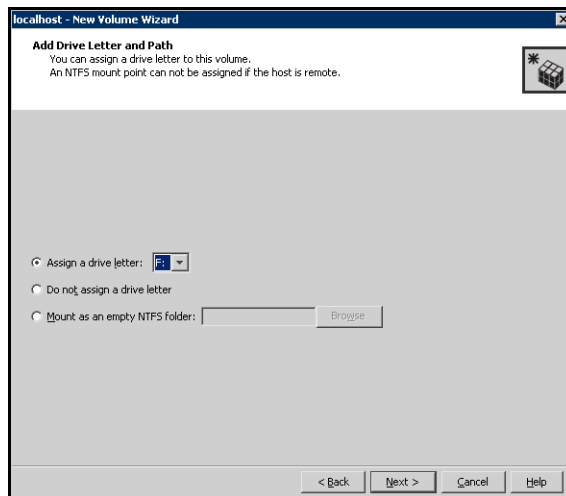 localhost - New Volume Wizard
Add Drive Letter and Path
You can assign a drive letter to this volume.
An NTFS mount point can not be assigned if the host is remote.
Assign a drive letter: F:
Do not assign a drive letter
Mount as an empty NTFS folder: Browse
< Back Next > Cancel Help